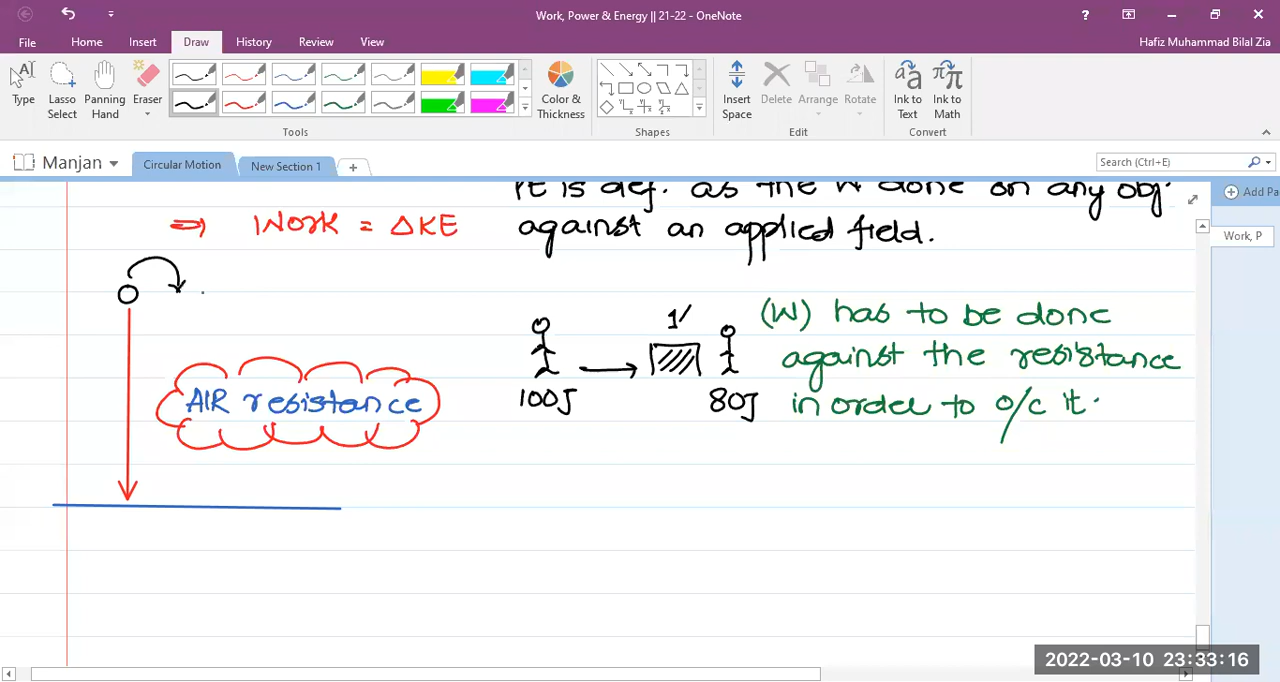 Work, Power & Energy || 21-22 - OneNote
File Home Insert Draw History Review View
Hafiz Muhammad Bilal Zia
Type
Lasso Select
Panning Hand
Eraser
Color & Thickness
Insert Space
Delete
Arrange
Rotate
Ink to Text
Ink to Math
Tools
Shapes
Edit
Convert
Manjan
Circular Motion
New Section 1
Search (Ctrl+E)
Add Pa
Work, P
It is def. as the W done on any obj.
against an applied field.
⇒ Work = ΔKE
AIR resistance
100J
80J
(W) has to be done
against the resistance
in order to o/c it.
2022-03-10 23:33:16